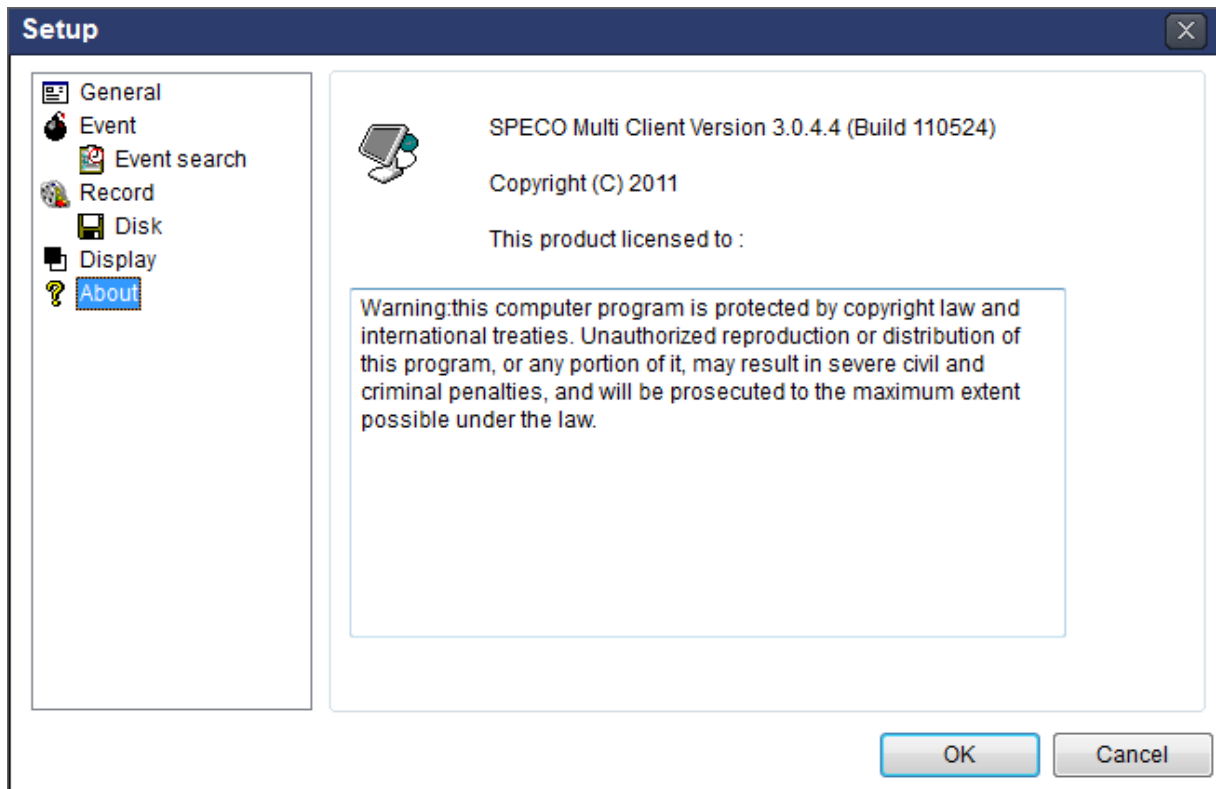 Setup
General
Event
Event search
Record
Disk
Display
About
SPECO Multi Client Version 3.0.4.4 (Build 110524)
Copyright (C) 2011
This product licensed to :
Warning:this computer program is protected by copyright law and
international treaties. Unauthorized reproduction or distribution of
this program, or any portion of it, may result in severe civil and
criminal penalties, and will be prosecuted to the maximum extent
possible under the law.
OK
Cancel